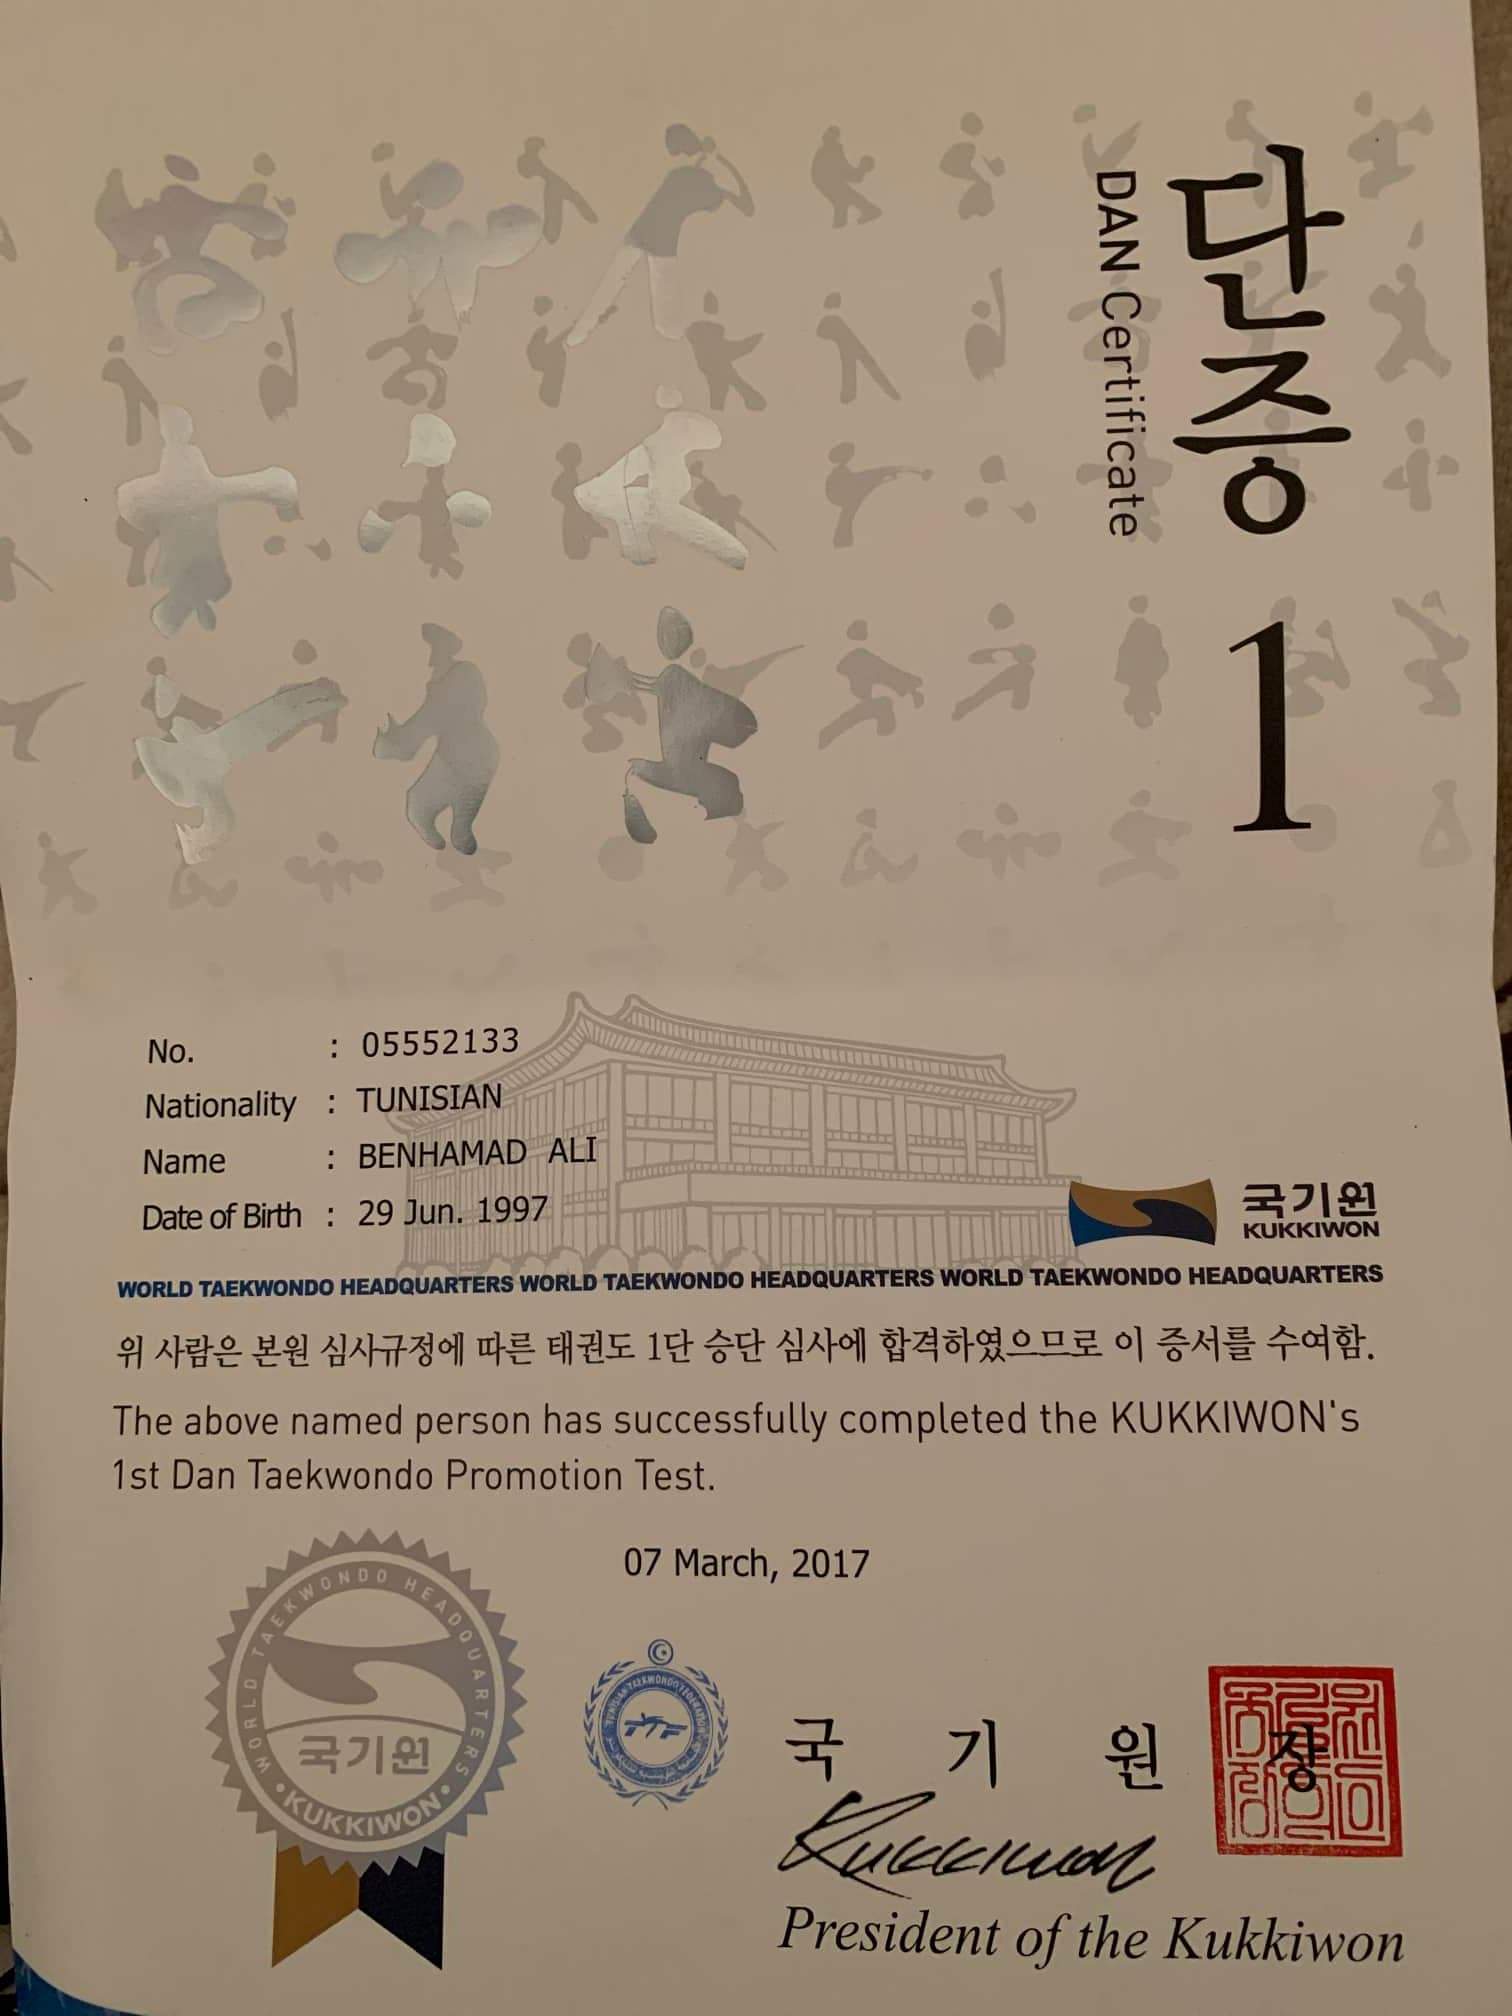 단증
DAN Certificate
1
No. : 05552133
Nationality : TUNISIAN
Name : BENHAMAD ALI
Date of Birth : 29 Jun. 1997
국기원
KUKKIWON
WORLD TAEKWONDO HEADQUARTERS WORLD TAEKWONDO HEADQUARTERS WORLD TAEKWONDO HEADQUARTERS
위 사람은 본원 심사규정에 따른 태권도 1단 승단 심사에 합격하였으므로 이 증서를 수여함.
The above named person has successfully completed the KUKKIWON's
1st Dan Taekwondo Promotion Test.
07 March, 2017
WORLD TAEKWONDO HEADQUARTERS
국기원
KUKKIWON
TUNISIAN TAEKWONDO FEDERATION
국 기 원 장
Kukkiwon
President of the Kukkiwon